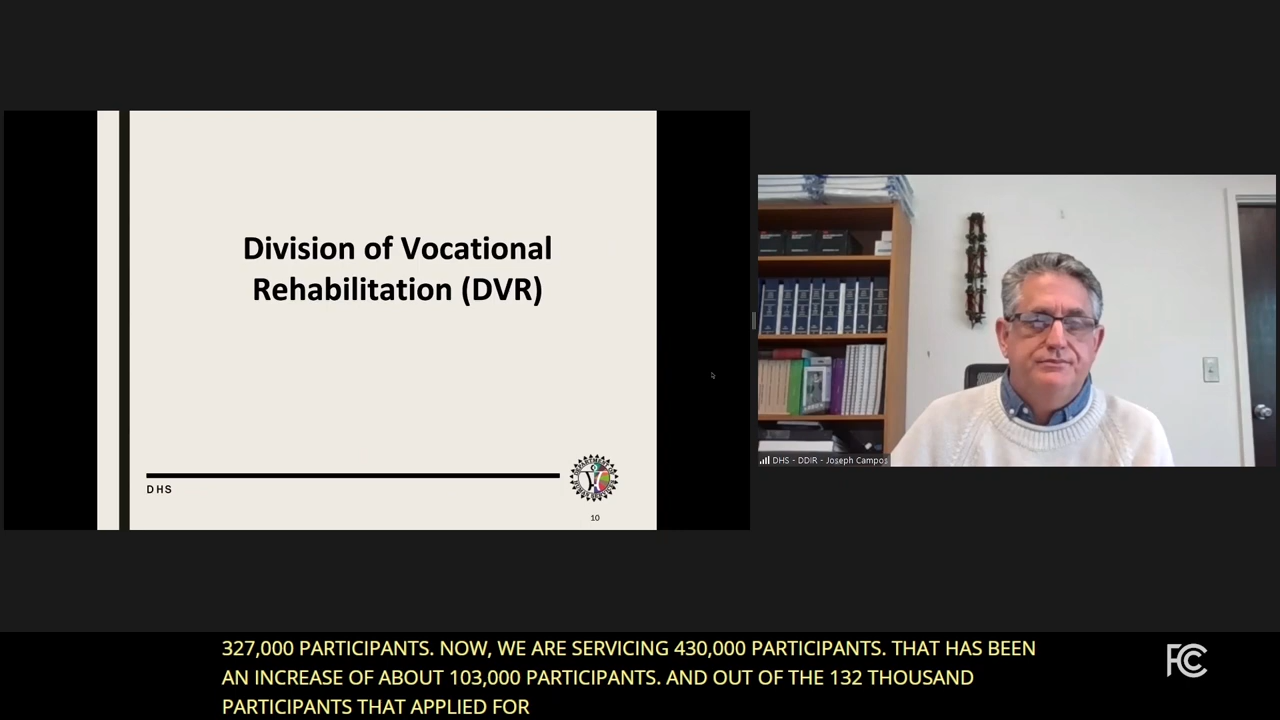 Division of Vocational
Rehabilitation (DVR)
DHS
10
DHS - DDIR - Joseph Campos
327,000 PARTICIPANTS. NOW, WE ARE SERVICING 430,000 PARTICIPANTS. THAT HAS BEEN
AN INCREASE OF ABOUT 103,000 PARTICIPANTS. AND OUT OF THE 132 THOUSAND
PARTICIPANTS THAT APPLIED FOR